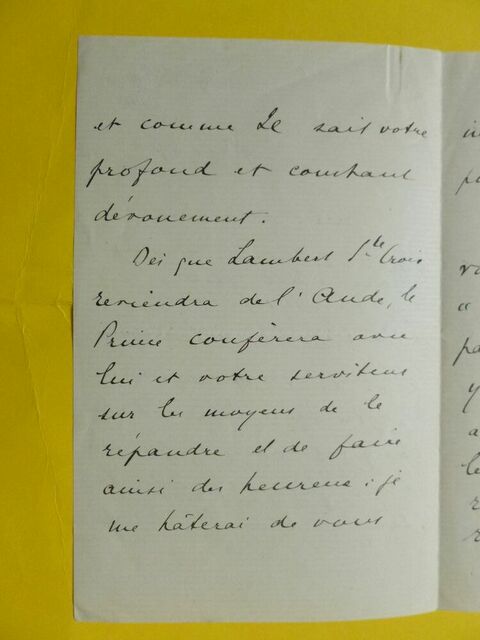 et comme Il sait votre
profond et constant
dévouement.
Dès que Lambert Ste Croix
reviendra de l'Aude, le
Prince conférera avec
lui et votre serviteur
sur les moyens de le
répandre et de faire
ainsi des heureux : je
me hâterai de vous